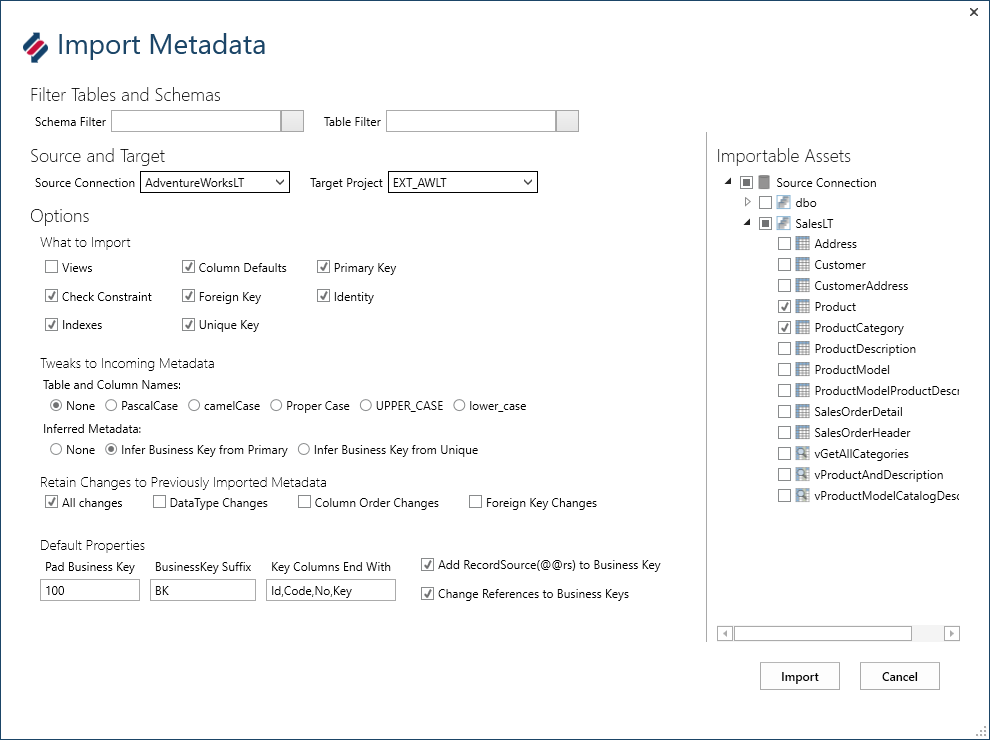 Import Metadata
Filter Tables and Schemas
Schema Filter Table Filter
Source and Target
Source Connection AdventureWorksLT Target Project EXT_AWLT
Options
What to Import
Views Column Defaults Primary Key
Check Constraint Foreign Key Identity
Indexes Unique Key
Tweaks to Incoming Metadata
Table and Column Names:
None PascalCase camelCase Proper Case UPPER_CASE lower_case
Inferred Metadata:
None Infer Business Key from Primary Infer Business Key from Unique
Retain Changes to Previously Imported Metadata
All changes DataType Changes Column Order Changes Foreign Key Changes
Default Properties
Pad Business Key BusinessKey Suffix Key Columns End With
100 BK Id,Code,No,Key
Add RecordSource(@@rs) to Business Key
Change References to Business Keys
Importable Assets
Source Connection
dbo
SalesLT
Address
Customer
CustomerAddress
Product
ProductCategory
ProductDescription
ProductModel
ProductModelProductDescr
SalesOrderDetail
SalesOrderHeader
vGetAllCategories
vProductAndDescription
vProductModelCatalogDesc
Import Cancel